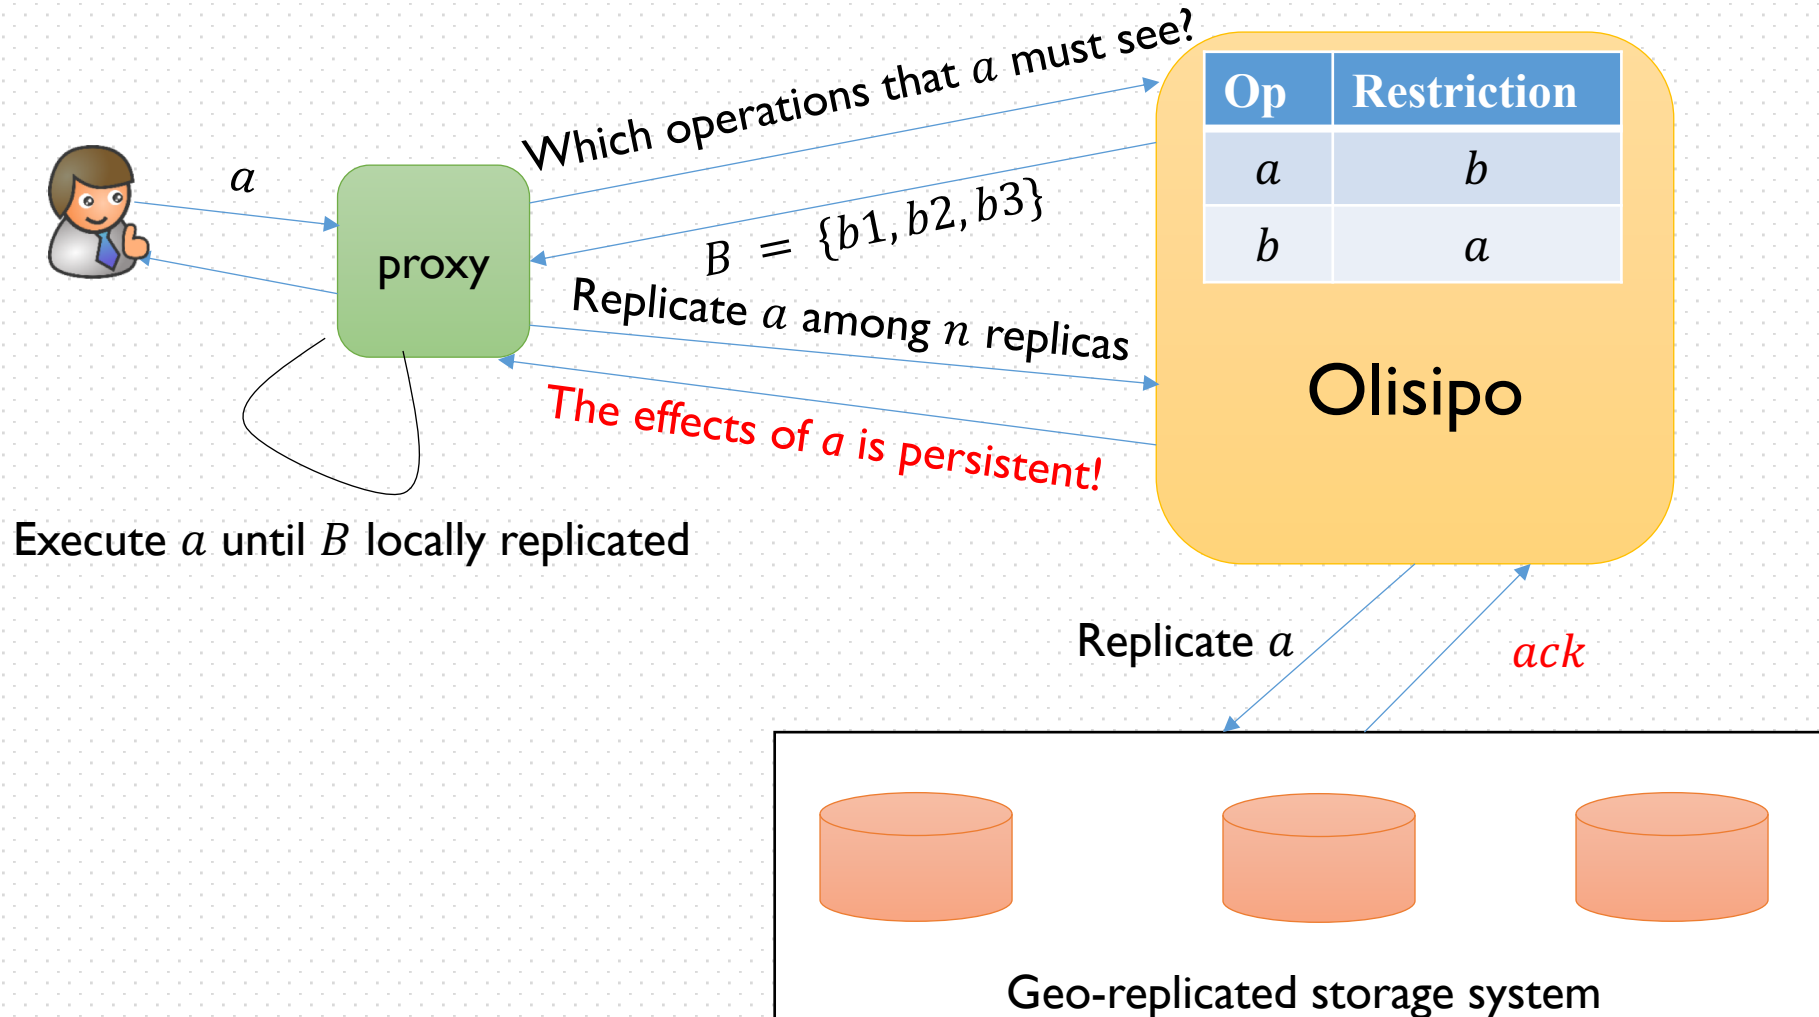 Which operations that a must see?
Op Restriction
a b
b a
a
proxy
B = {b1, b2, b3}
Replicate a among n replicas
The effects of a is persistent!
Olisipo
Execute a until B locally replicated
Replicate a
ack
Geo-replicated storage system